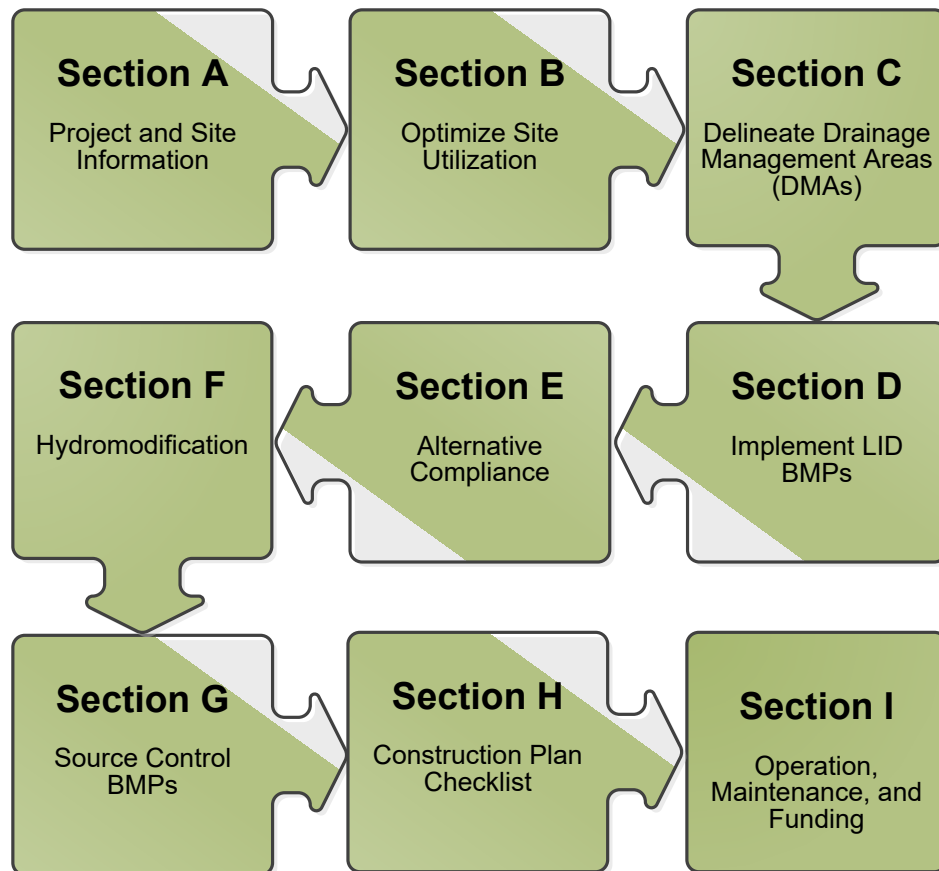 Section A
Project and Site
Information
Section B
Optimize Site
Utilization
Section C
Delineate Drainage
Management Areas
(DMAs)
Section F
Hydromodification
Section E
Alternative
Compliance
Section D
Implement LID
BMPs
Section G
Source Control
BMPs
Section H
Construction Plan
Checklist
Section I
Operation,
Maintenance, and
Funding